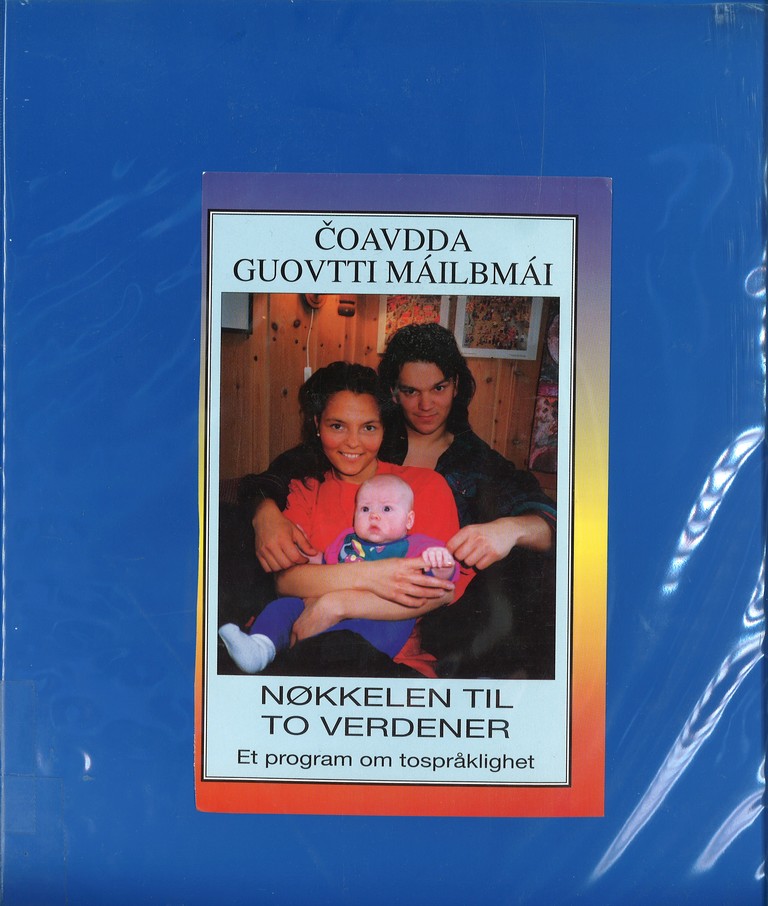 ČOAVDDA
GUOVTTI MÁILBMÁI
NØKKELEN TIL
TO VERDENER
Et program om tospråklighet